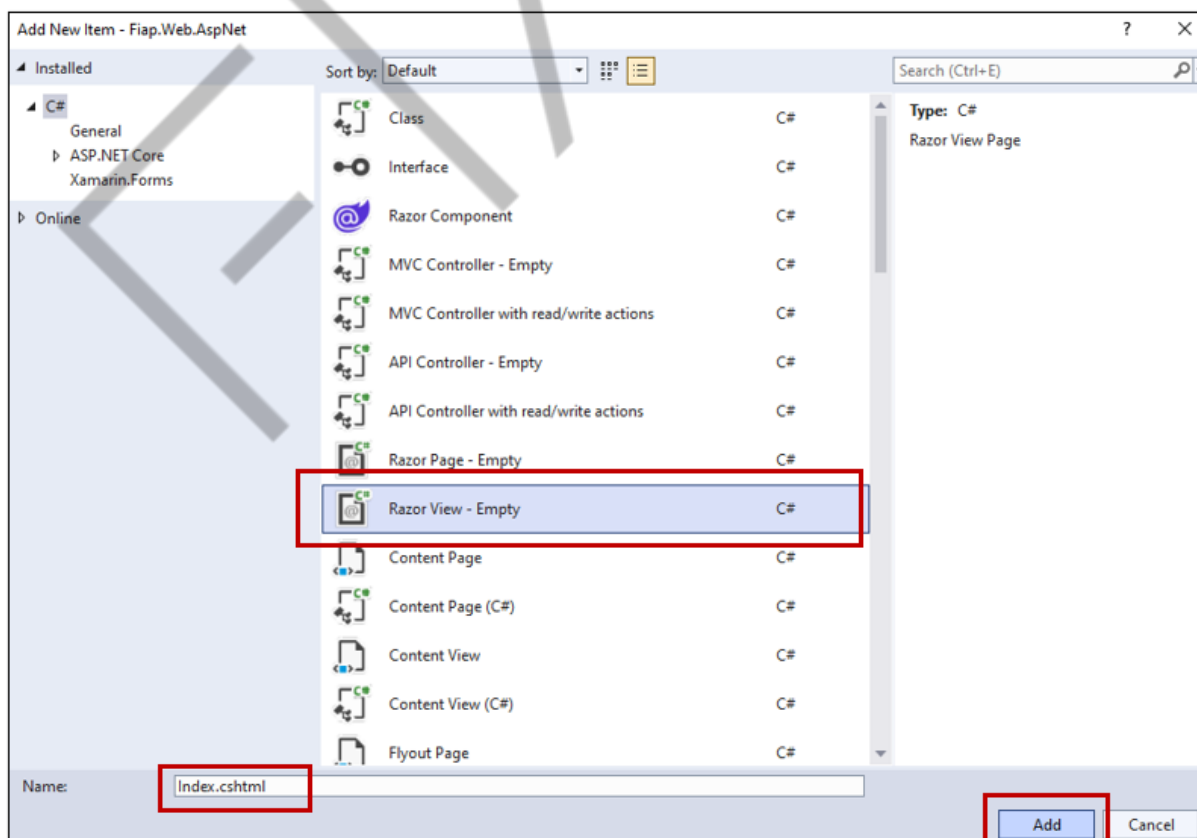 Add New Item - Fiap.Web.AspNet ? ×
Installed
Sort by: Default
Search (Ctrl+E)
C#
General
ASP.NET Core
Xamarin.Forms
Online
Class C#
Interface C#
Razor Component C#
MVC Controller - Empty C#
MVC Controller with read/write actions C#
API Controller - Empty C#
API Controller with read/write actions C#
Razor Page - Empty C#
Razor View - Empty C#
Content Page C#
Content Page (C#) C#
Content View C#
Content View (C#) C#
Flyout Page C#
Type: C#
Razor View Page
Name: Index.cshtml
Add Cancel